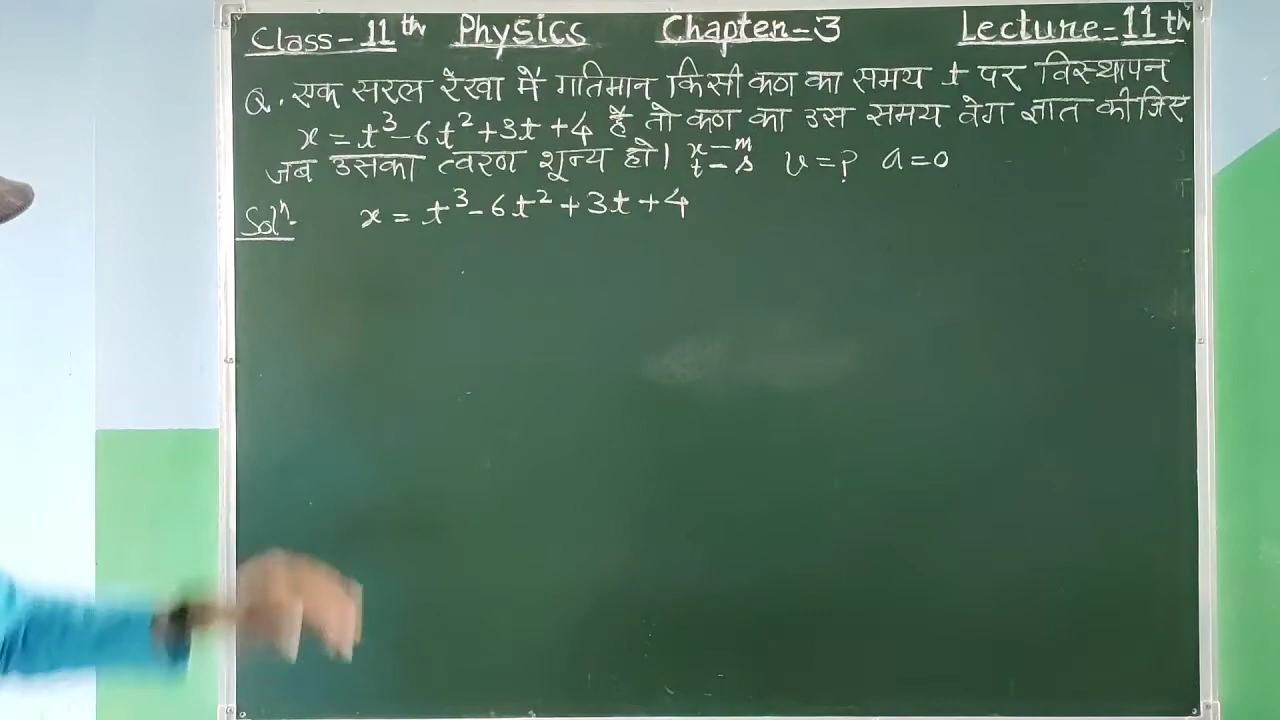 Class-11th Physics Chapter-3 Lecture-11th
Q. एक सरल रेखा में गतिमान किसी कण का समय t पर विस्थापन
x = t³-6t²+3t+4 है तो कण का उस समय वेग ज्ञात कीजिए
जब उसका त्वरण शून्य हो। x-m t-s v=? a=0
Solⁿ- x = t³-6t²+3t+4